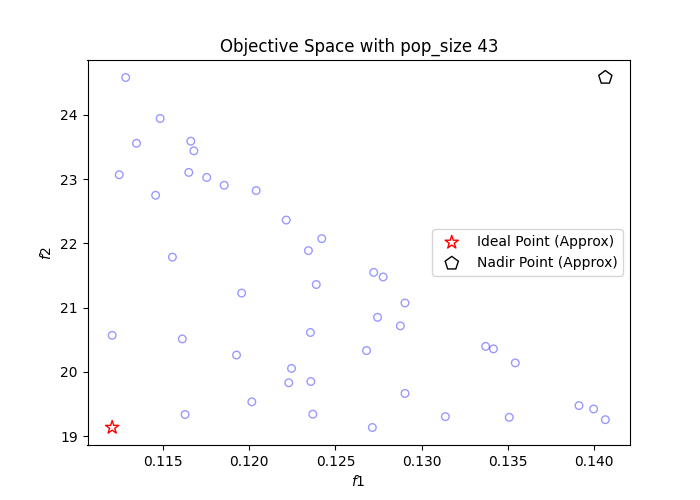 Objective Space with pop_size 43
f2
24
23
22
21
20
19
Ideal Point (Approx)
Nadir Point (Approx)
0.115 0.120 0.125 0.130 0.135 0.140
f1